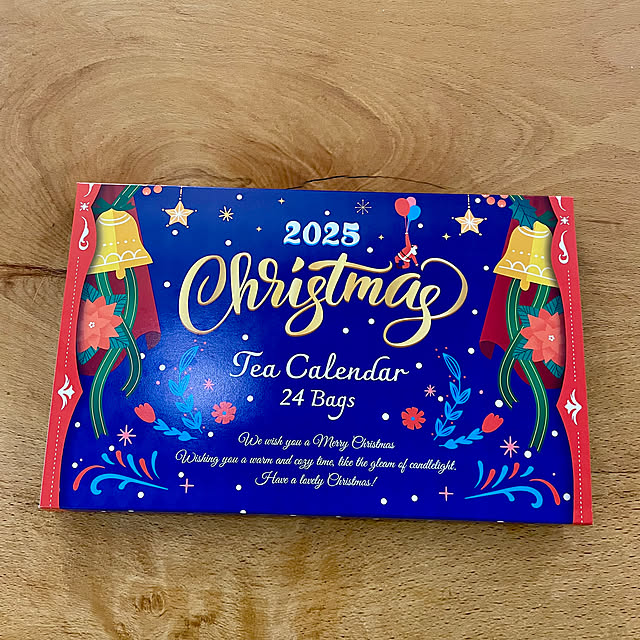 2025
Christmas
Tea Calendar
24 Bags
We wish you a Merry Christmas
Wishing you a warm and cozy time, like the gleam of candlelight.
Have a lovely Christmas!